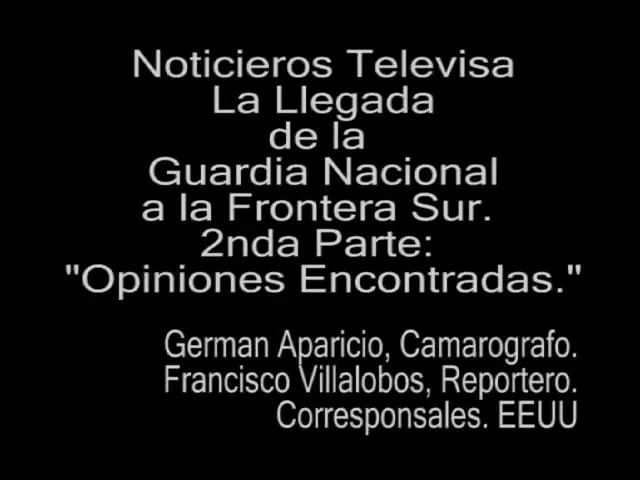 Noticieros Televisa
La Llegada
de la
Guardia Nacional
a la Frontera Sur.
2nda Parte:
"Opiniones Encontradas."
German Aparicio, Camarografo.
Francisco Villalobos, Reportero.
Corresponsales. EEUU